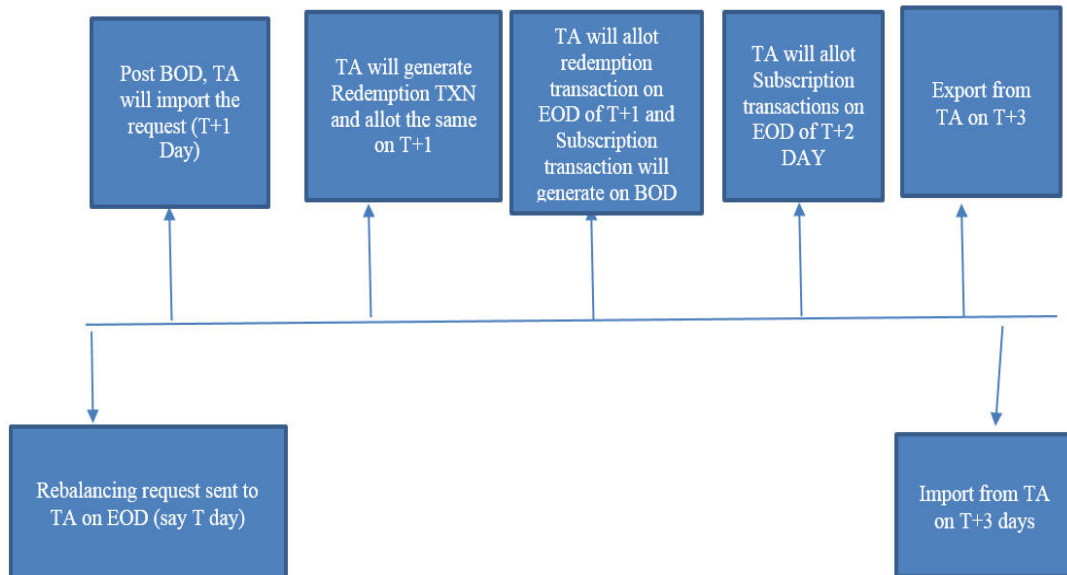 Post BOD, TA
will import the
request (T+1
Day)
TA will generate
Redemption TXN
and allot the same
on T+1
TA will allot
redemption
transaction on
EOD of T+1 and
Subscription
transaction will
generate on BOD
TA will allot
Subscription
transactions on
EOD of T+2
DAY
Export from
TA on T+3
Rebalancing request sent to
TA on EOD (say T day)
Import from TA
on T+3 days